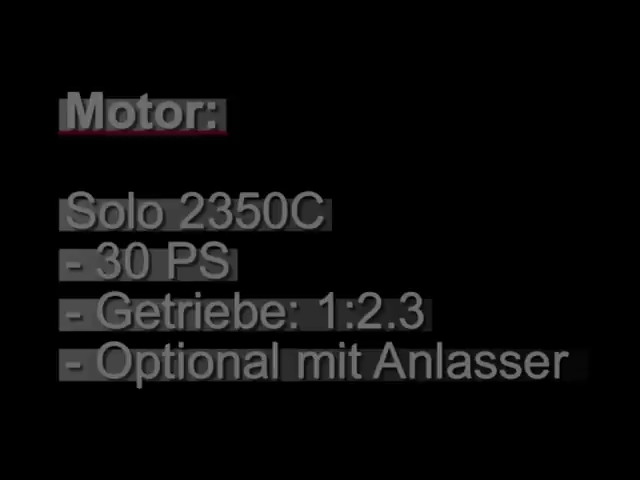 Motor:
Solo 2350C
- 30 PS
- Getriebe: 1:2.3
- Optional mit Anlasser